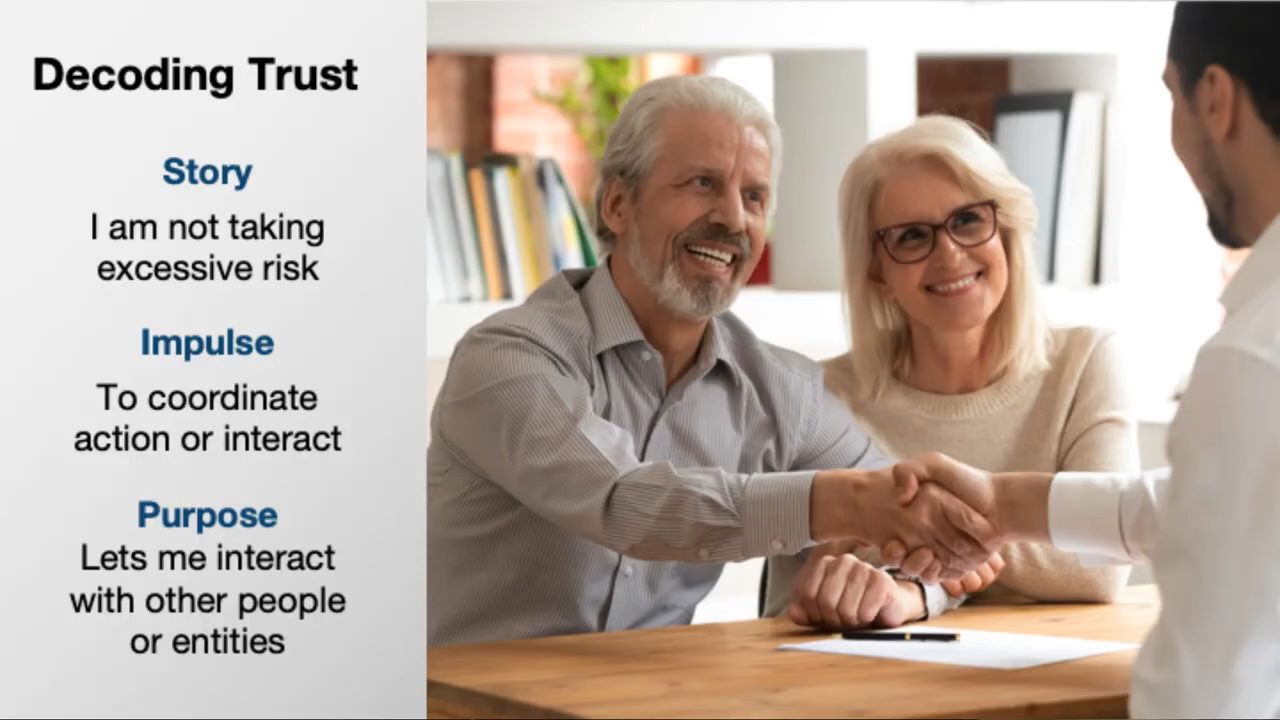 Decoding Trust
Story
I am not taking
excessive risk
Impulse
To coordinate
action or interact
Purpose
Lets me interact
with other people
or entities